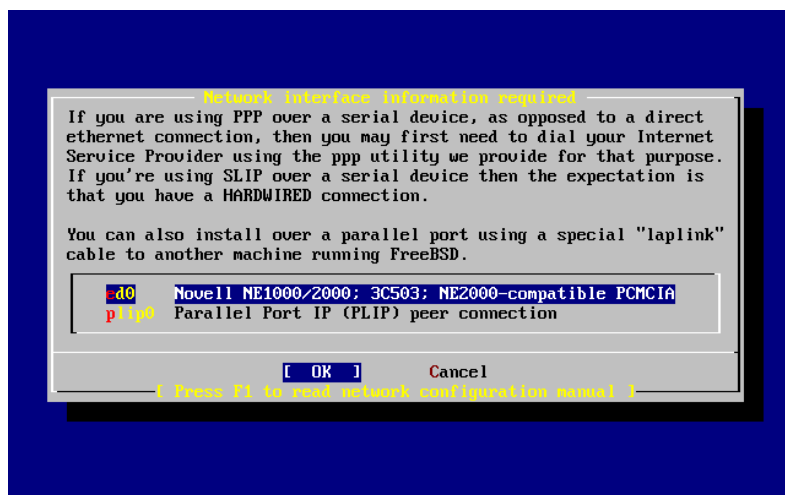 Network interface information required
If you are using PPP over a serial device, as opposed to a direct
ethernet connection, then you may first need to dial your Internet
Service Provider using the ppp utility we provide for that purpose.
If you're using SLIP over a serial device then the expectation is
that you have a HARDWIRED connection.
You can also install over a parallel port using a special "laplink"
cable to another machine running FreeBSD.
ed0 Novell NE1000/2000; 3C503; NE2000-compatible PCMCIA
plip0 Parallel Port IP (PLIP) peer connection
[ OK ] Cancel
[ Press F1 to read network configuration manual ]